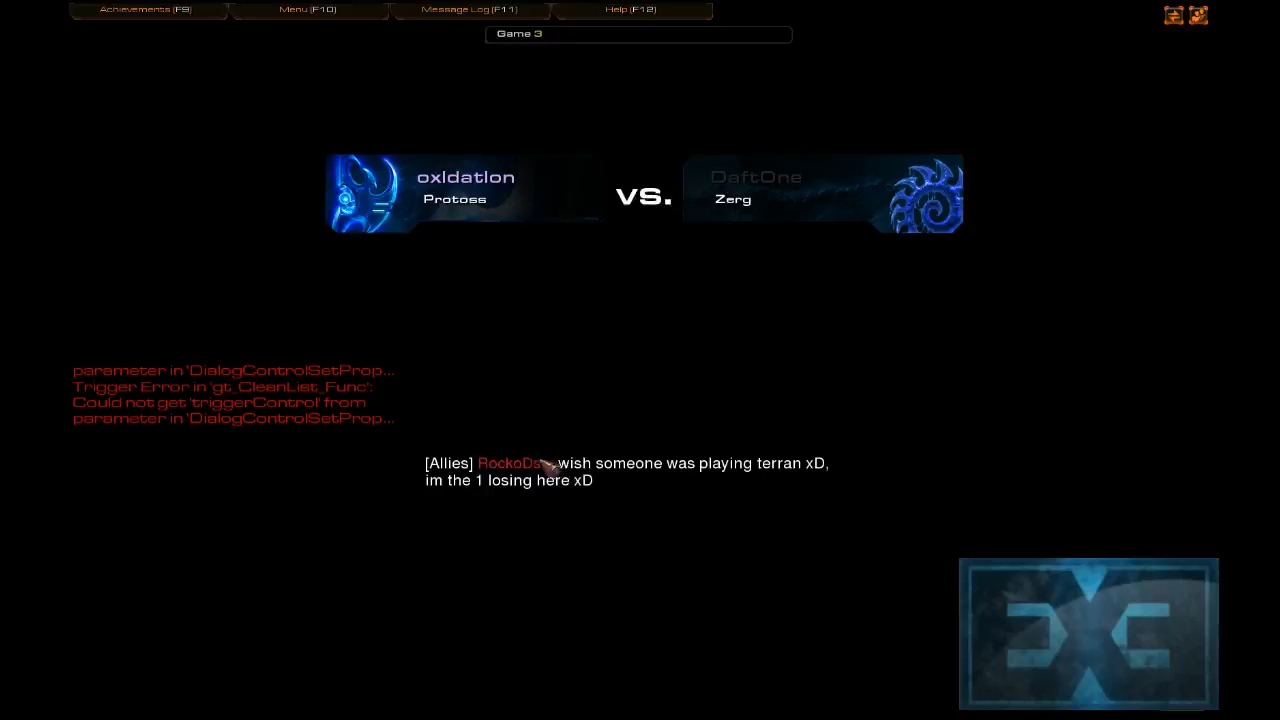 Achievements (F9) Menu (F10) Message Log (F11) Help (F12)
Game 3
oxidation
Protoss
vs.
DaftOne
Zerg
parameter in 'DialogControlSetProp...
Trigger Error in 'gt_CleanList_Func':
Could not get 'triggerControl' from
parameter in 'DialogControlSetProp...
[Allies] wish someone was playing terran xD,
im the 1 losing here xD